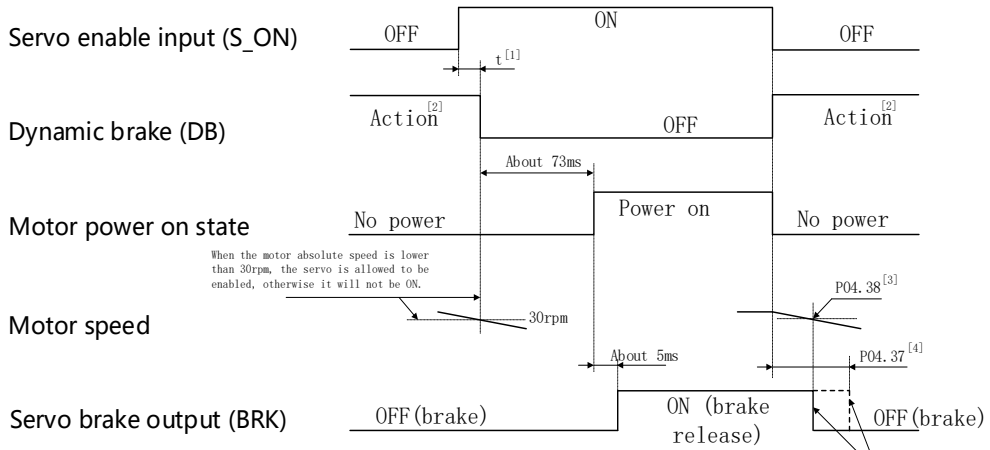 Servo enable input (S_ON)
OFF
ON
OFF
t[1]
Dynamic brake (DB)
Action[2]
OFF
Action[2]
About 73ms
Motor power on state
No power
Power on
No power
When the motor absolute speed is lower
than 30rpm, the servo is allowed to be
enabled, otherwise it will not be ON.
P04.38[3]
Motor speed
30rpm
About 5ms
P04.37[4]
Servo brake output (BRK)
OFF(brake)
ON (brake
release)
OFF(brake)